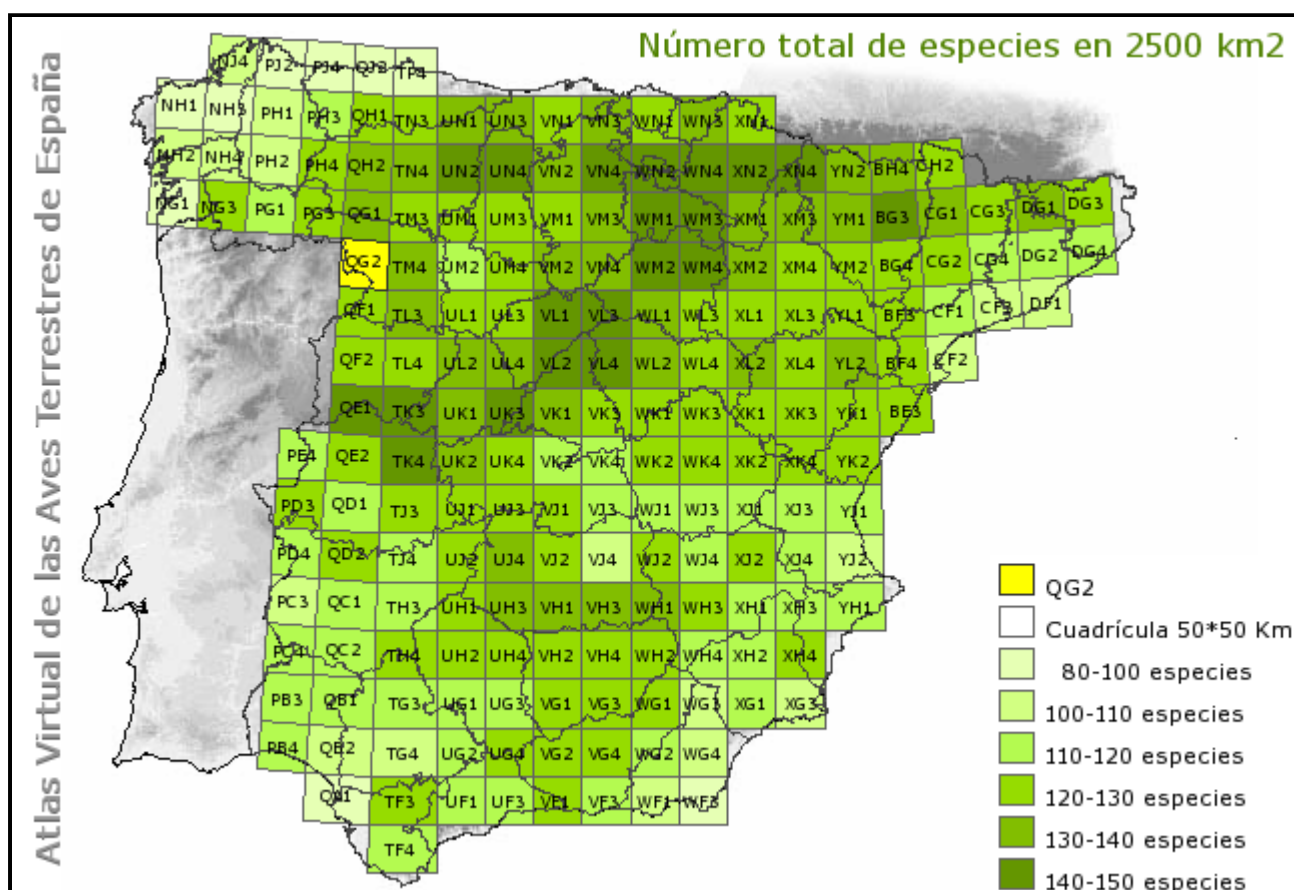 Número total de especies en 2500 km2
Atlas Virtual de las Aves Terrestres de España
NJ4 PJ2 PJ4 QJ2 TP4
NH1 NH3 PH1 PH3 QH1 TN3 UN1 UN3 VN1 VN3 WN1 WN3 XN1
NH2 NH4 PH2 PH4 QH2 TN4 UN2 UN4 VN2 VN4 WN2 WN4 XN2 XN4 YN2 BH4 CH2
NG1 NG3 PG1 PG3 QG1 TM3 UM1 UM3 VM1 VM3 WM1 WM3 XM1 XM3 YM1 BG3 CG1 CG3 DG1 DG3
QG2 TM4 UM2 UM4 VM2 VN4 WM2 WM4 XM2 XM4 YM2 BG4 CG2 CG4 DG2 DG4
QF1 TL3 UL1 UL3 VL1 VL3 WL1 WL3 XL1 XL3 YL1 BF3 CF1 CF3 DF1
QF2 TL4 UL2 UL4 VL2 VL4 WL2 WL4 XL2 XL4 YL2 BF4 CF2
QE1 TK3 UK1 UK3 VK1 VK3 WK1 WK3 XK1 XK3 YK1 BE3
PE4 QE2 TK4 UK2 UK4 VK2 VK4 WK2 WK4 XK2 XK4 YK2
PD3 QD1 TJ3 UJ1 UJ3 VJ1 VJ3 WJ1 WJ3 XJ1 XJ3 YJ1
PD4 QD2 TJ4 UJ2 UJ4 VJ2 VJ4 WJ2 WJ4 XJ2 XJ4 YJ2
PC3 QC1 TH3 UH1 UH3 VH1 VH3 WH1 WH3 XH1 XH3 YH1
PC4 QC2 TH4 UH2 UH4 VH2 VH4 WH2 WH4 XH2 XH4
PB3 QB1 TG3 UG1 UG3 VG1 VG3 WG1 WG3 XG1 XG3
PB4 QB2 TG4 UG2 UG4 VG2 VG4 WG2 WG4
QA1 TF3 UF1 UF3 VF1 VF3 WF1 WF3
TF4
QG2
Cuadrícula 50*50 Km
80-100 especies
100-110 especies
110-120 especies
120-130 especies
130-140 especies
140-150 especies